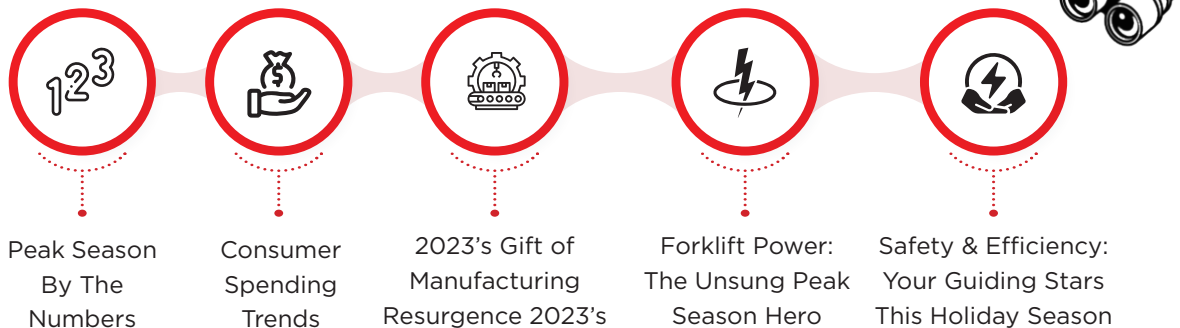 123
Peak Season
By The
Numbers
$
Consumer
Spending
Trends
2023's Gift of
Manufacturing
Resurgence 2023's
Forklift Power:
The Unsung Peak
Season Hero
Safety & Efficiency:
Your Guiding Stars
This Holiday Season